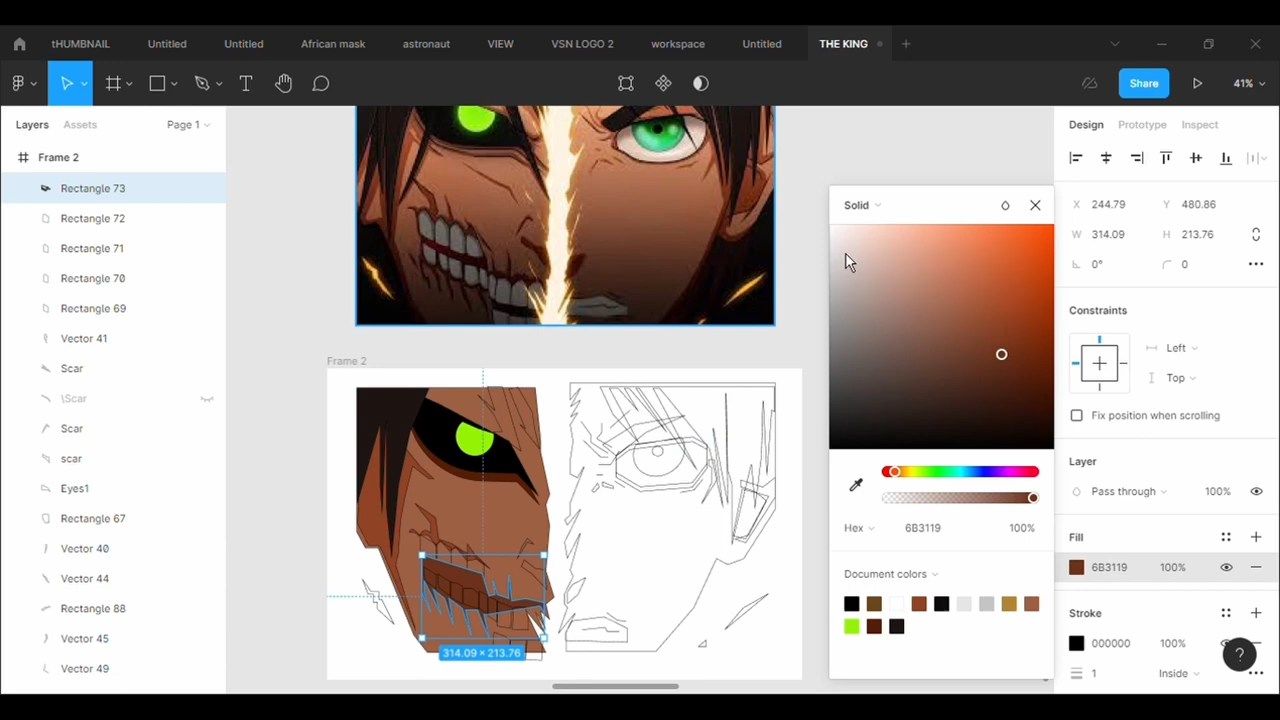 tHUMBNAIL Untitled Untitled African mask astronaut VIEW VSN LOGO 2 workspace Untitled THE KING
Share 41%
Layers Assets Page 1
Frame 2
Rectangle 73
Rectangle 72
Rectangle 71
Rectangle 70
Rectangle 69
Vector 41
Scar
\Scar
Scar
scar
Eyes1
Rectangle 67
Vector 40
Vector 44
Rectangle 88
Vector 45
Vector 49
Frame 2
314.09 × 213.76
Solid
Hex 6B3119 100%
Document colors
Design Prototype Inspect
X 244.79 Y 480.86
W 314.09 H 213.76
0° 0
Constraints
Left
Top
Fix position when scrolling
Layer
Pass through 100%
Fill
6B3119 100%
Stroke
000000 100%
1 Inside
?